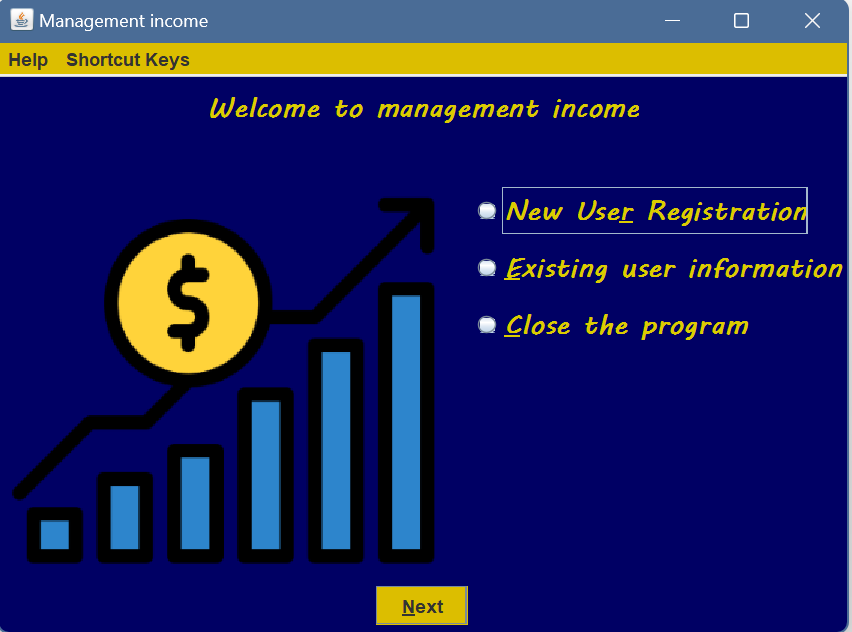 Management income
Help Shortcut Keys
Welcome to management income
$
New User Registration
Existing user information
Close the program
Next